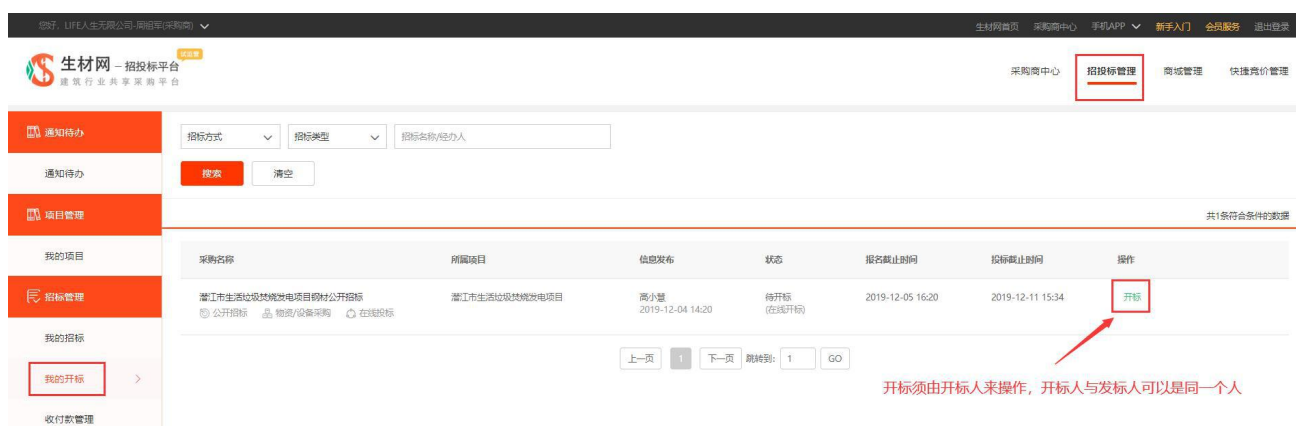 您好，LIFE人生无限公司-周昭军(采购商)
生材网首页 采购商中心 手机APP 新手入门 会员服务 退出登录
生材网 – 招投标平台 试运营
建筑行业共享采购平台
采购商中心 招投标管理 商城管理 快捷竞价管理
通知待办
招标方式 招标类型 招标名称/经办人
通知待办
搜索 清空
项目管理
共1条符合条件的数据
我的项目
采购名称 所属项目 信息发布 状态 报名截止时间 投标截止时间 操作
招标管理
潜江市生活垃圾焚烧发电项目钢材公开招标 潜江市生活垃圾焚烧发电项目 高小慧 待开标 2019-12-05 16:20 2019-12-11 15:34 开标
公开招标 物资/设备采购 在线投标 2019-12-04 14:20 (在线开标)
我的招标
上一页 1 下一页 跳转到: 1 GO
我的开标
开标须由开标人来操作，开标人与发标人可以是同一个人
收付款管理